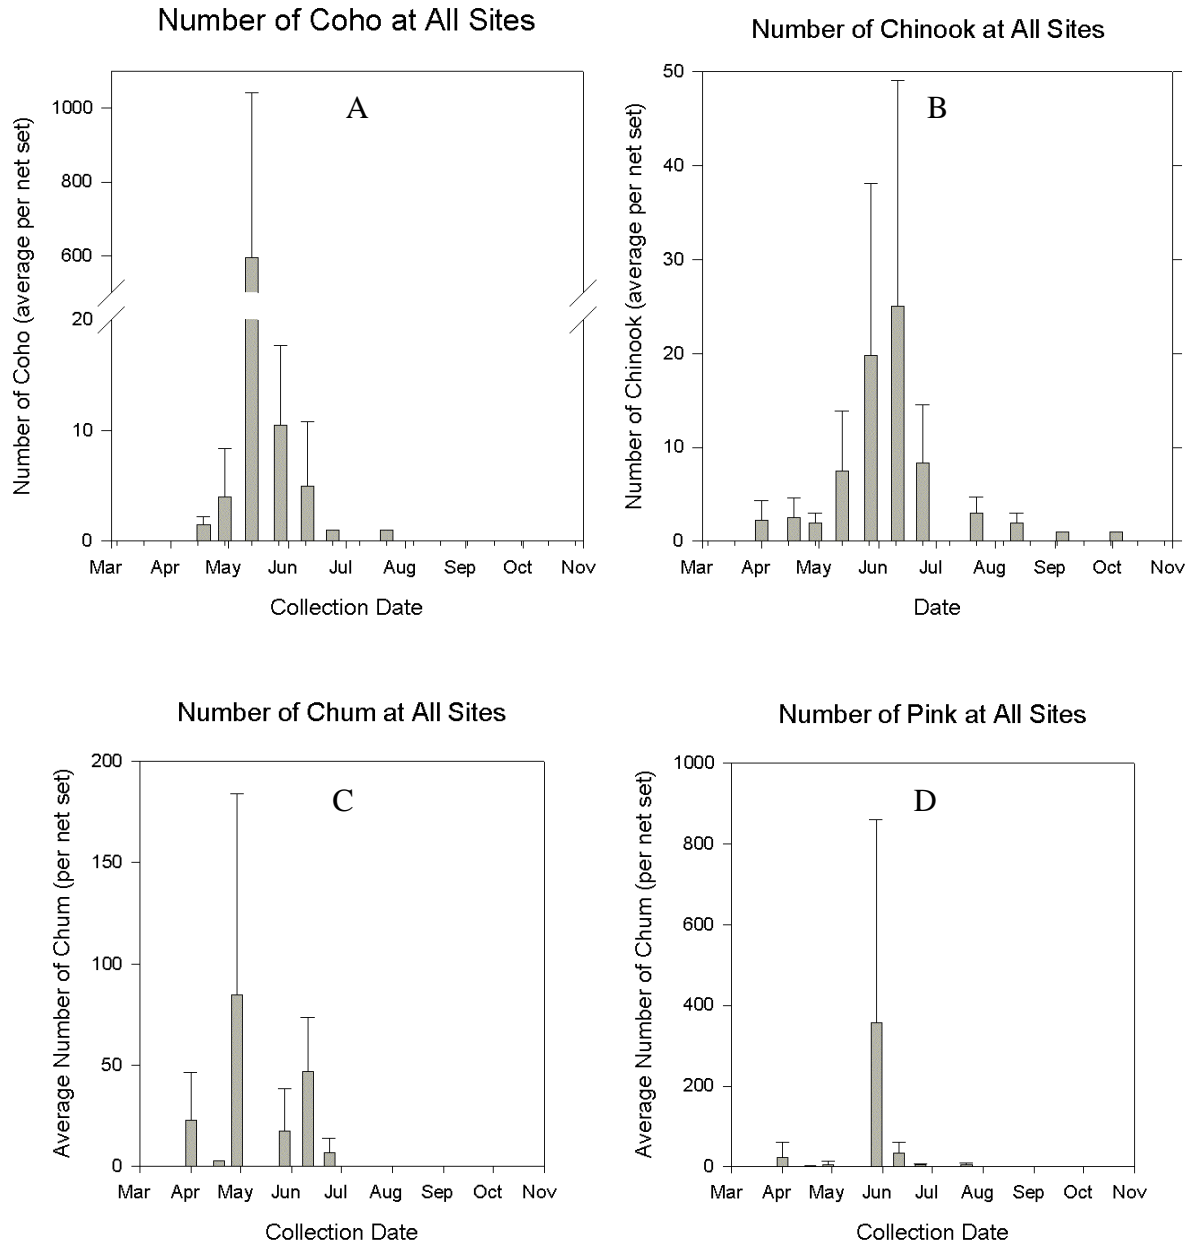 Number of Coho at All Sites
A
Number of Coho (average per net set)
1000
800
600
20
10
0
Mar Apr May Jun Jul Aug Sep Oct Nov
Collection Date
Number of Chinook at All Sites
B
Number of Chinook (average per net set)
50
40
30
20
10
0
Mar Apr May Jun Jul Aug Sep Oct Nov
Date
Number of Chum at All Sites
C
Average Number of Chum (per net set)
200
150
100
50
0
Mar Apr May Jun Jul Aug Sep Oct Nov
Collection Date
Number of Pink at All Sites
D
Average Number of Chum (per net set)
1000
800
600
400
200
0
Mar Apr May Jun Jul Aug Sep Oct Nov
Collection Date